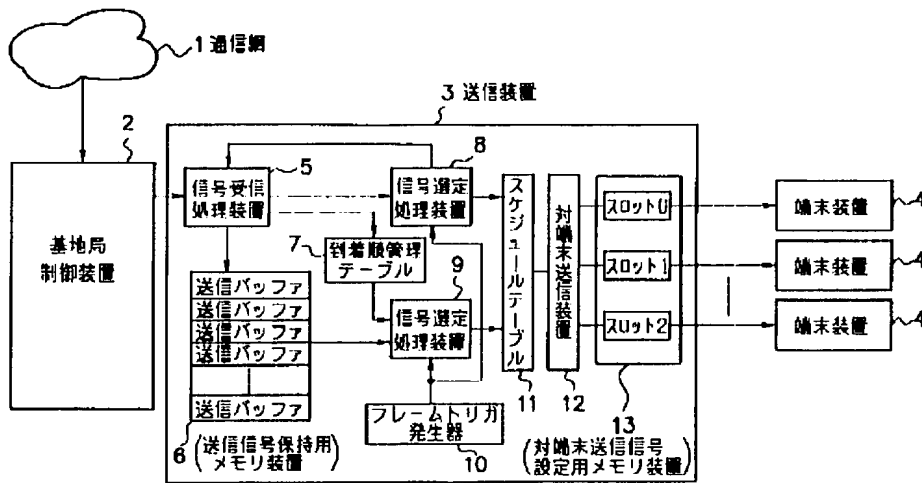 1 通信網
3 送信装置
2
5
8
信号受信
処理装置
信号選定
処理装置
基地局
制御装置
7
到着順管理
テーブル
9
信号選定
処理装置
送信バッファ
送信バッファ
送信バッファ
送信バッファ
送信バッファ
6
(送信信号保持用
メモリ装置)
フレームトリガ
発生器
10
スケジュールテーブル
11
対端末送信装置
12
スロット0
スロット1
スロット2
13
(対端末送信信号
設定用メモリ装置)
端末装置
4
端末装置
4
端末装置
4